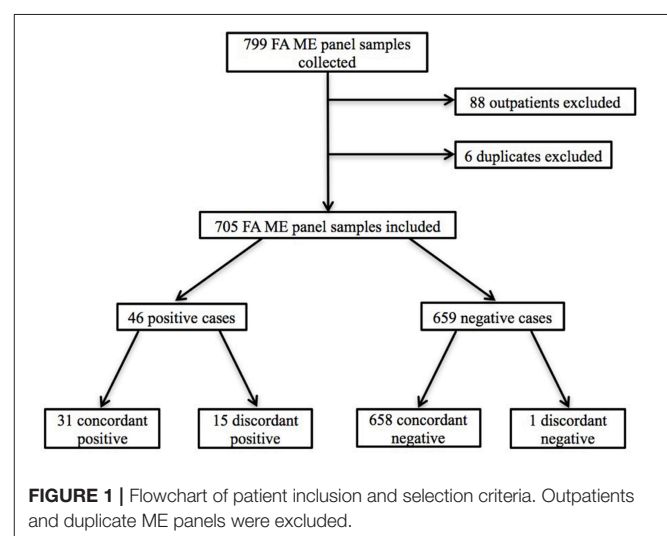 799 FA ME panel samples
collected
88 outpatients excluded
6 duplicates excluded
705 FA ME panel samples included
46 positive cases
659 negative cases
31 concordant
positive
15 discordant
positive
658 concordant
negative
1 discordant
negative
FIGURE 1 | Flowchart of patient inclusion and selection criteria. Outpatients
and duplicate ME panels were excluded.